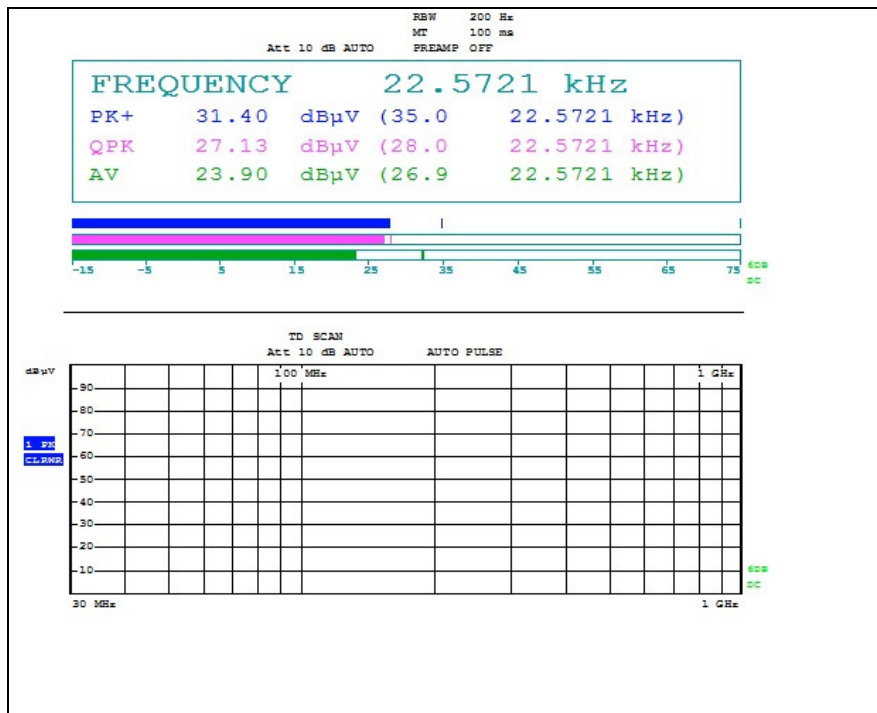 RBW 200 Hz
MT 100 ms
Att 10 dB AUTO PREAMP OFF
FREQUENCY 22.5721 kHz
PK+ 31.40 dBµV (35.0 22.5721 kHz)
QPK 27.13 dBµV (28.0 22.5721 kHz)
AV 23.90 dBµV (26.9 22.5721 kHz)
-15 -5 5 15 25 35 45 55 65 75
6DB
DC
TD SCAN
Att 10 dB AUTO AUTO PULSE
dBµV
100 MHz 1 GHz
90
80
70
1 PK
60
CLRWR
50
40
30
20
10
6DB
DC
30 MHz 1 GHz